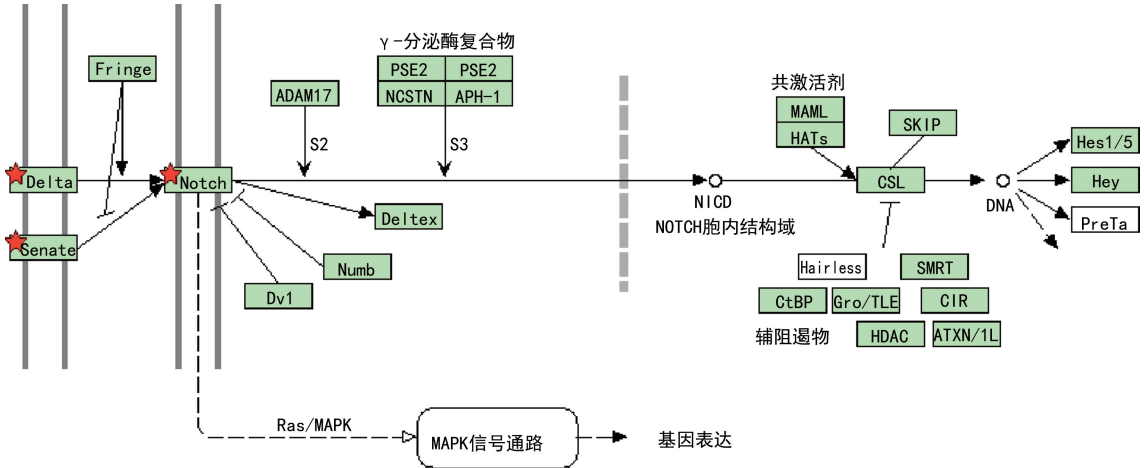 γ-分泌酶复合物
Fringe
PSE2 PSE2
NCSTN APH-1
ADAM17
共激活剂
MAML
HATs
SKIP
S2
S3
Hes1/5
Delta
Notch
CSL
Hey
NICD
DNA
NOTCH胞内结构域
Deltex
PreTa
Senate
Numb
Hairless
SMRT
Dv1
CtBP
Gro/TLE
CIR
辅阻遏物
HDAC
ATXN/1L
Ras/MAPK
MAPK信号通路
基因表达